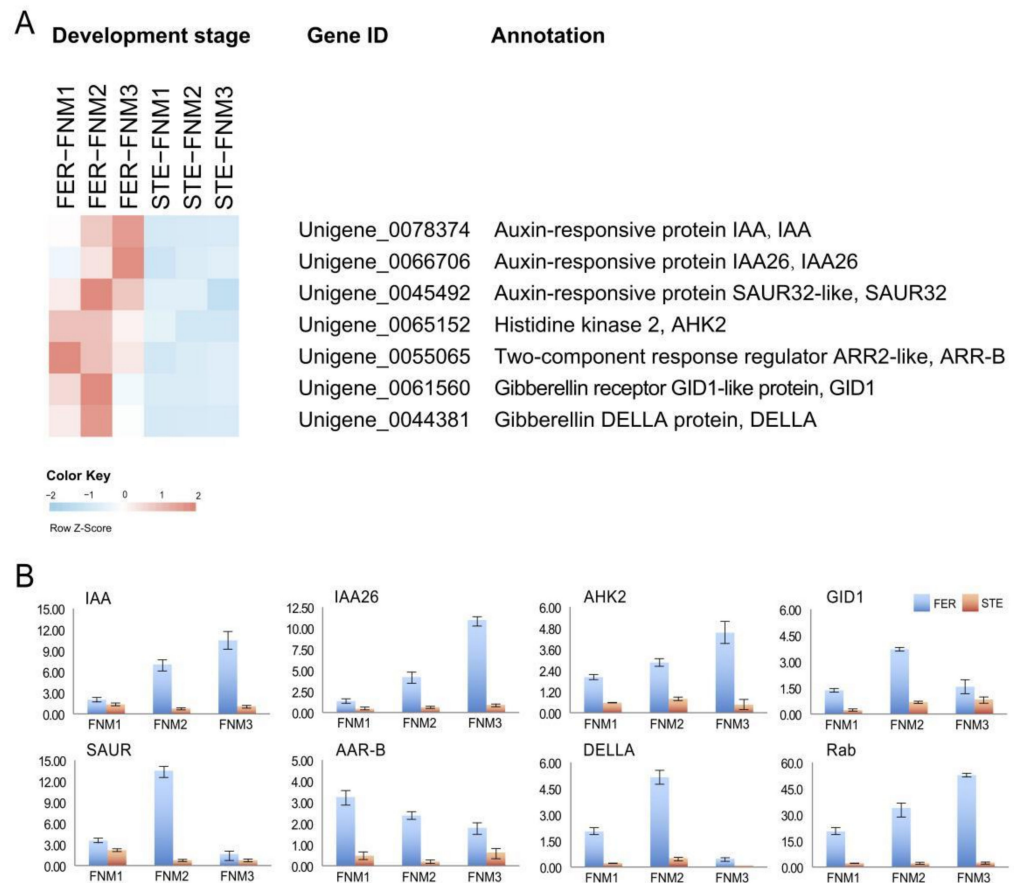 A
Development stage Gene ID Annotation
FER-FNM1 FER-FNM2 FER-FNM3 STE-FNM1 STE-FNM2 STE-FNM3
Unigene_0078374 Auxin-responsive protein IAA, IAA
Unigene_0066706 Auxin-responsive protein IAA26, IAA26
Unigene_0045492 Auxin-responsive protein SAUR32-like, SAUR32
Unigene_0065152 Histidine kinase 2, AHK2
Unigene_0055065 Two-component response regulator ARR2-like, ARR-B
Unigene_0061560 Gibberellin receptor GID1-like protein, GID1
Unigene_0044381 Gibberellin DELLA protein, DELLA
Color Key
-2 -1 0 1 2
Row Z-Score
B
IAA
15.00
12.00
9.00
6.00
3.00
0.00
FNM1 FNM2 FNM3
IAA26
12.50
10.00
7.50
5.00
2.50
0.00
FNM1 FNM2 FNM3
AHK2
6.00
4.80
3.60
2.40
1.20
0.00
FNM1 FNM2 FNM3
GID1
FER STE
6.00
4.50
3.00
1.50
0.00
FNM1 FNM2 FNM3
SAUR
15.00
12.00
9.00
6.00
3.00
0.00
FNM1 FNM2 FNM3
AAR-B
5.00
4.00
3.00
2.00
1.00
0.00
FNM1 FNM2 FNM3
DELLA
6.00
4.50
3.00
1.50
0.00
FNM1 FNM2 FNM3
Rab
60.0
45.0
30.0
15.0
0.00
FNM1 FNM2 FNM3